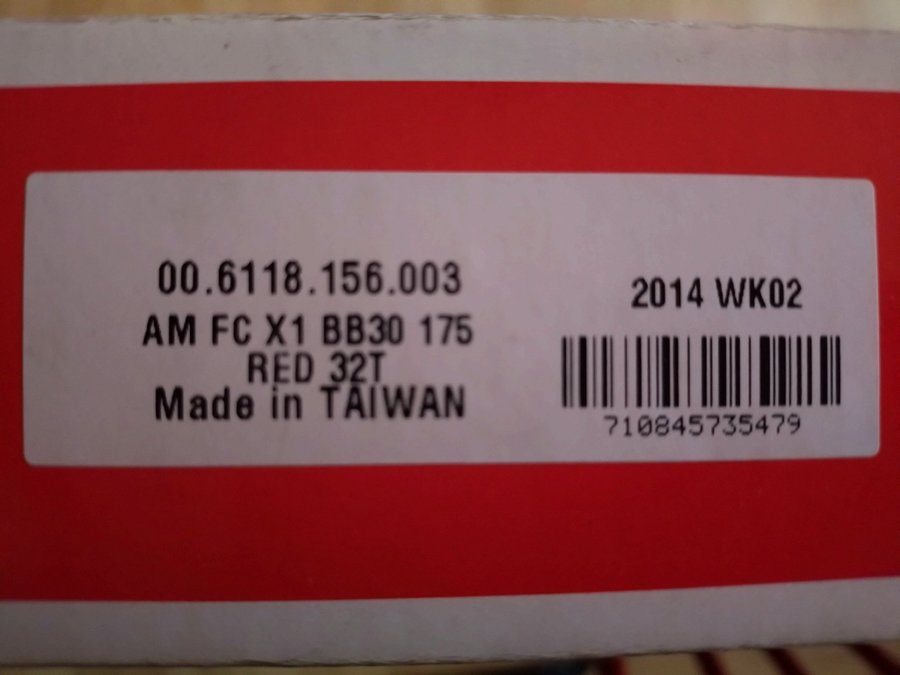 00.6118.156.003
AM FC X1 BB30 175
RED 32T
Made in TAIWAN
2014 WK02
710845735479